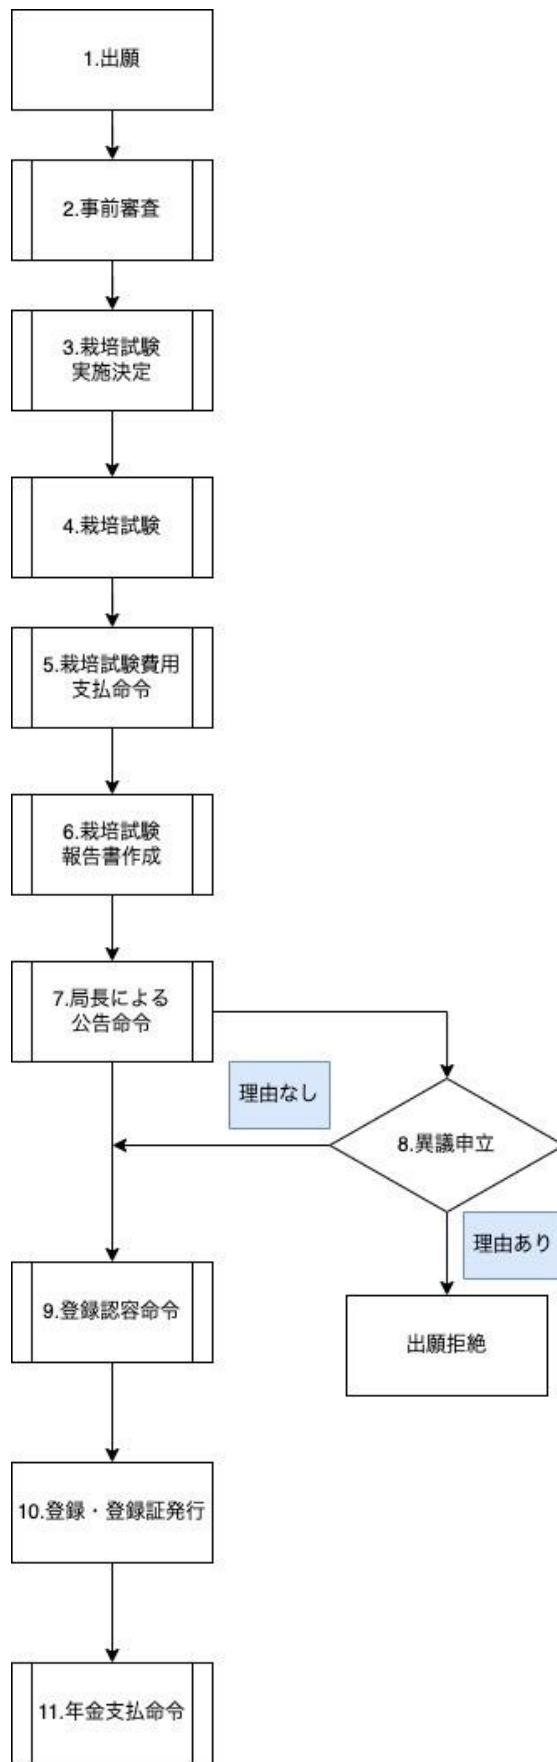 1.出願
2.事前審査
3.栽培試験
実施決定
4.栽培試験
5.栽培試験費用
支払命令
6.栽培試験
報告書作成
7.局長による
公告命令
理由なし
8.異議申立
理由あり
9.登録認容命令
出願拒絶
10.登録・登録証発行
11.年金支払命令